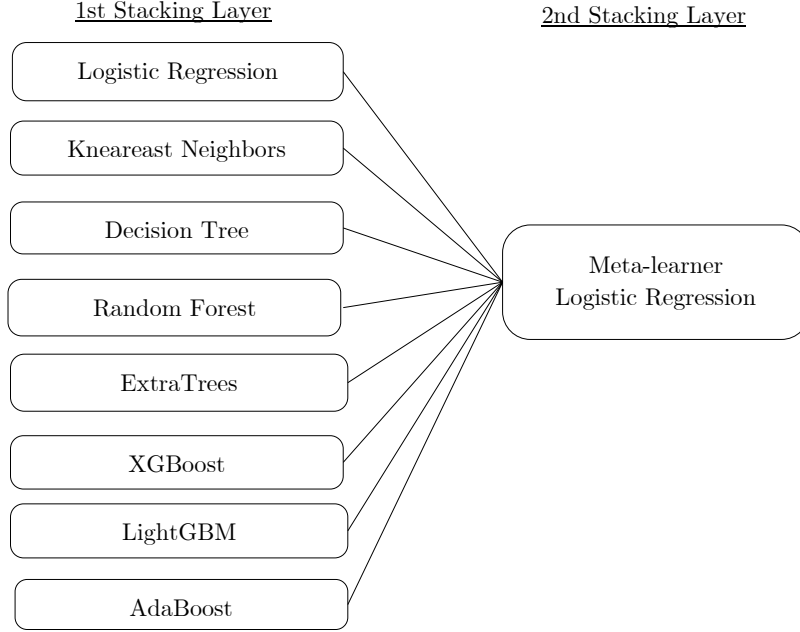 1st Stacking Layer
2nd Stacking Layer
Logistic Regression
Kneareast Neighbors
Decision Tree
Random Forest
ExtraTrees
XGBoost
LightGBM
AdaBoost
Meta-learner
Logistic Regression